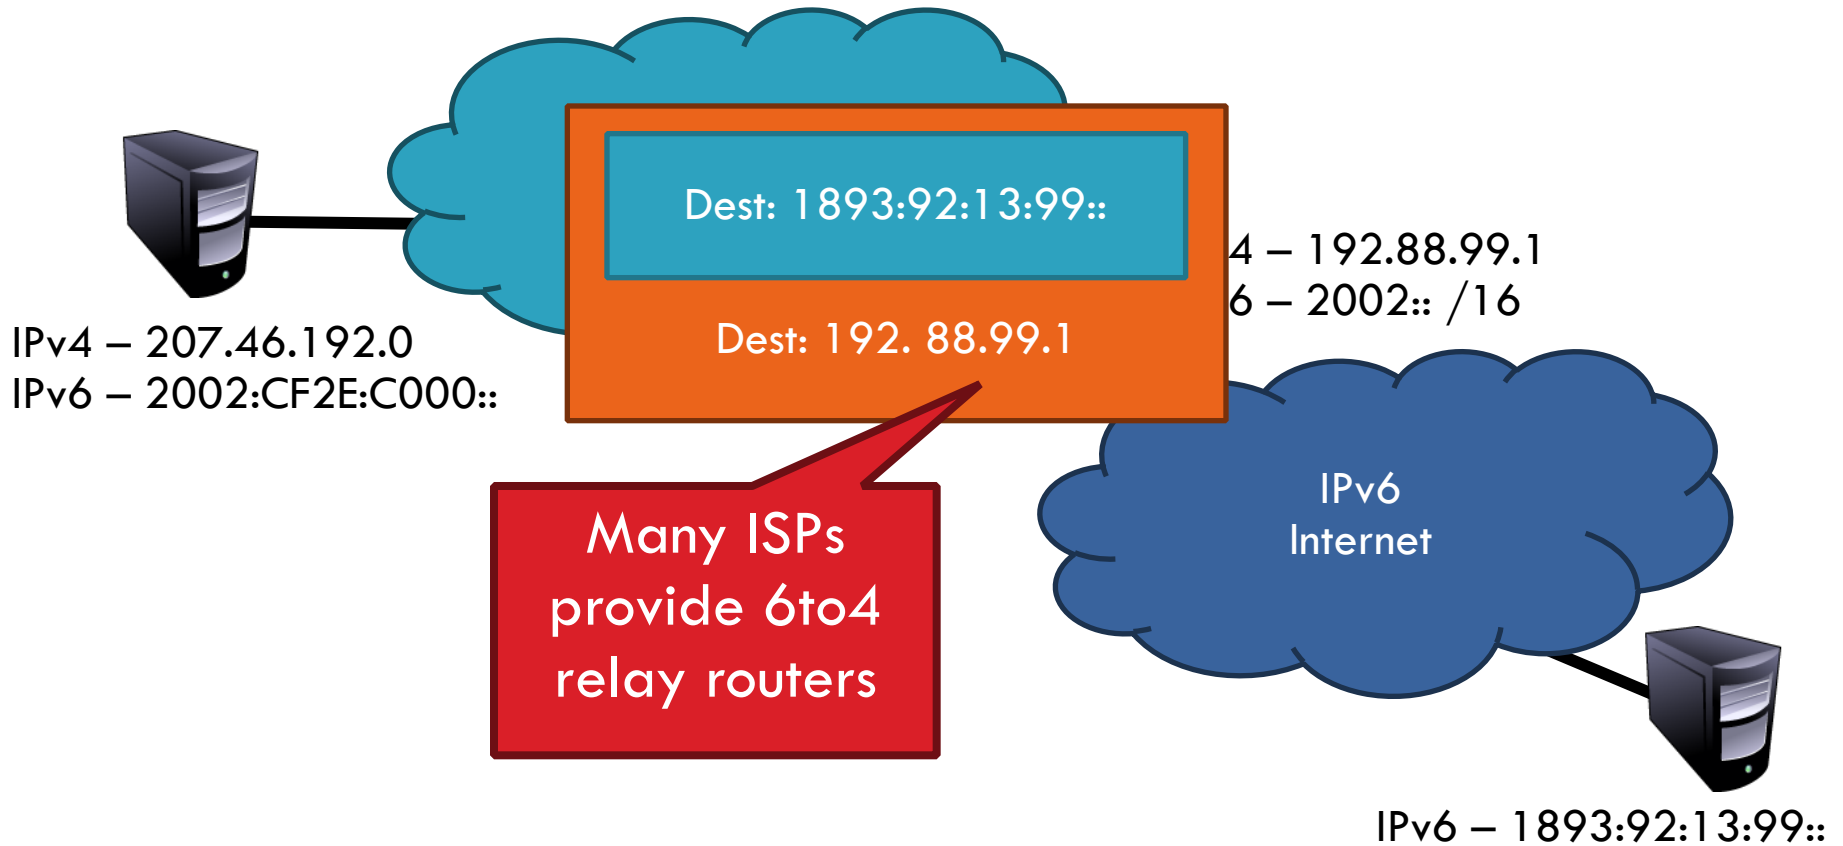 Dest: 1893:92:13:99::
4 – 192.88.99.1
6 – 2002:: /16
Dest: 192. 88.99.1
IPv4 – 207.46.192.0
IPv6 – 2002:CF2E:C000::
IPv6
Internet
Many ISPs
provide 6to4
relay routers
IPv6 – 1893:92:13:99::